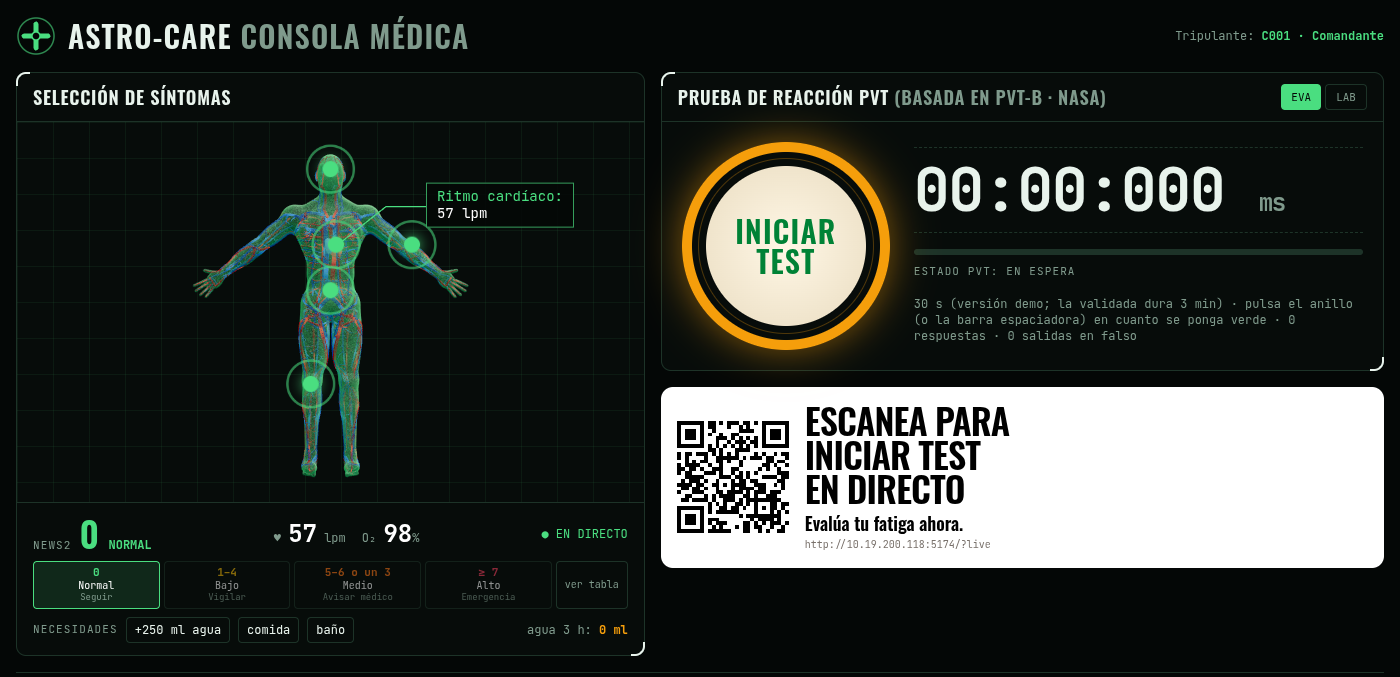 ASTRO-CARE CONSOLA MÉDICA
Tripulante: C001 · Comandante
SELECCIÓN DE SÍNTOMAS
Ritmo cardíaco:
57 lpm
NEWS2 0 NORMAL
♥ 57 lpm O₂ 98%
● EN DIRECTO
0
Normal
Seguir
1–4
Bajo
Vigilar
5–6 o un 3
Medio
Avisar médico
≥ 7
Alto
Emergencia
ver tabla
NECESIDADES +250 ml agua comida baño
agua 3 h: 0 ml
PRUEBA DE REACCIÓN PVT (BASADA EN PVT-B · NASA)
EVA LAB
INICIAR
TEST
00:00:000 ms
ESTADO PVT: EN ESPERA
30 s (versión demo; la validada dura 3 min) · pulsa el anillo
(o la barra espaciadora) en cuanto se ponga verde · 0
respuestas · 0 salidas en falso
ESCANEA PARA
INICIAR TEST
EN DIRECTO
Evalúa tu fatiga ahora.
http://10.19.200.118:5174/?live